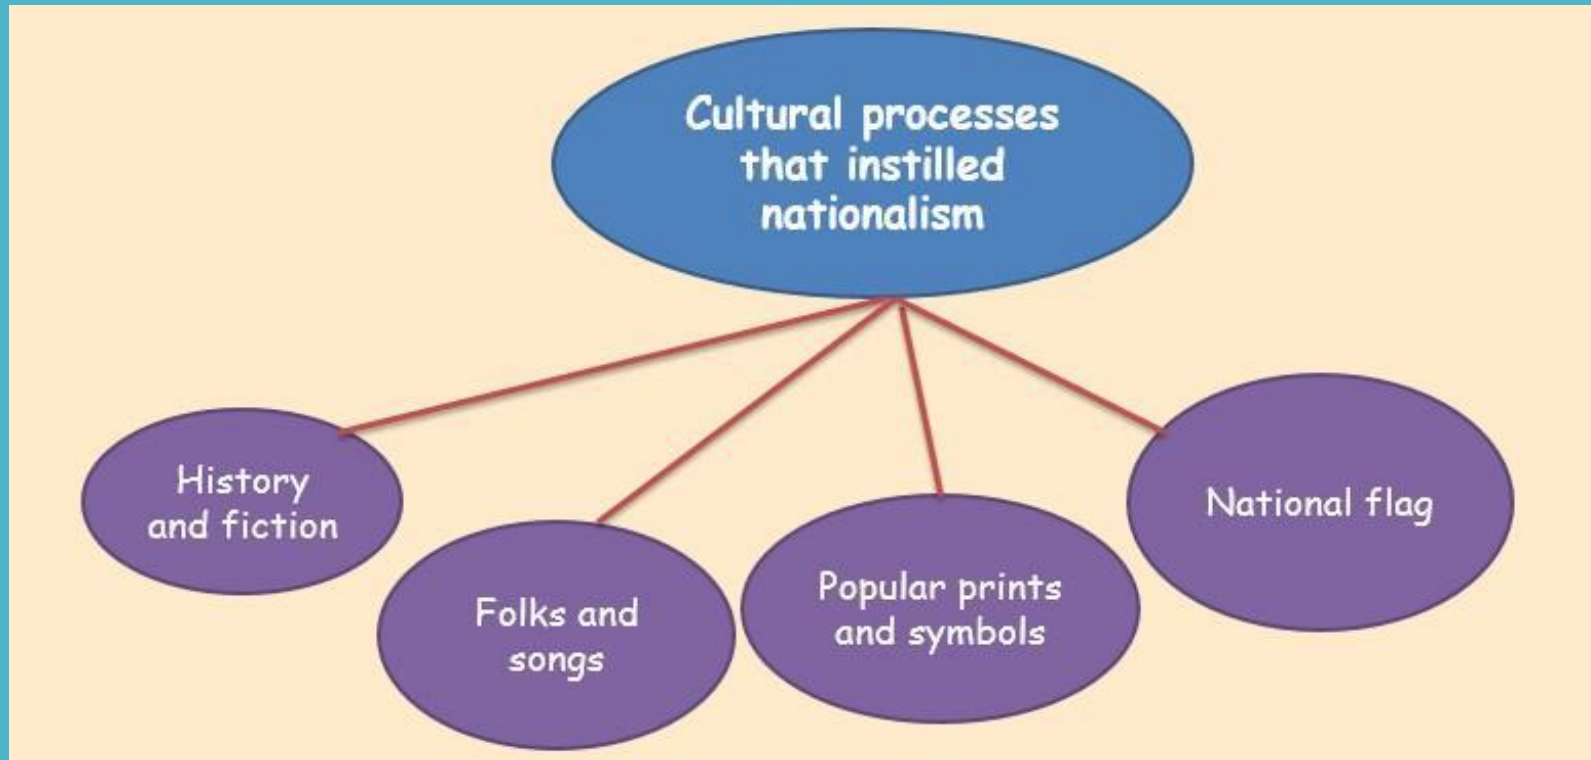 Cultural processes
that instilled
nationalism
History
and fiction
Folks and
songs
Popular prints
and symbols
National flag